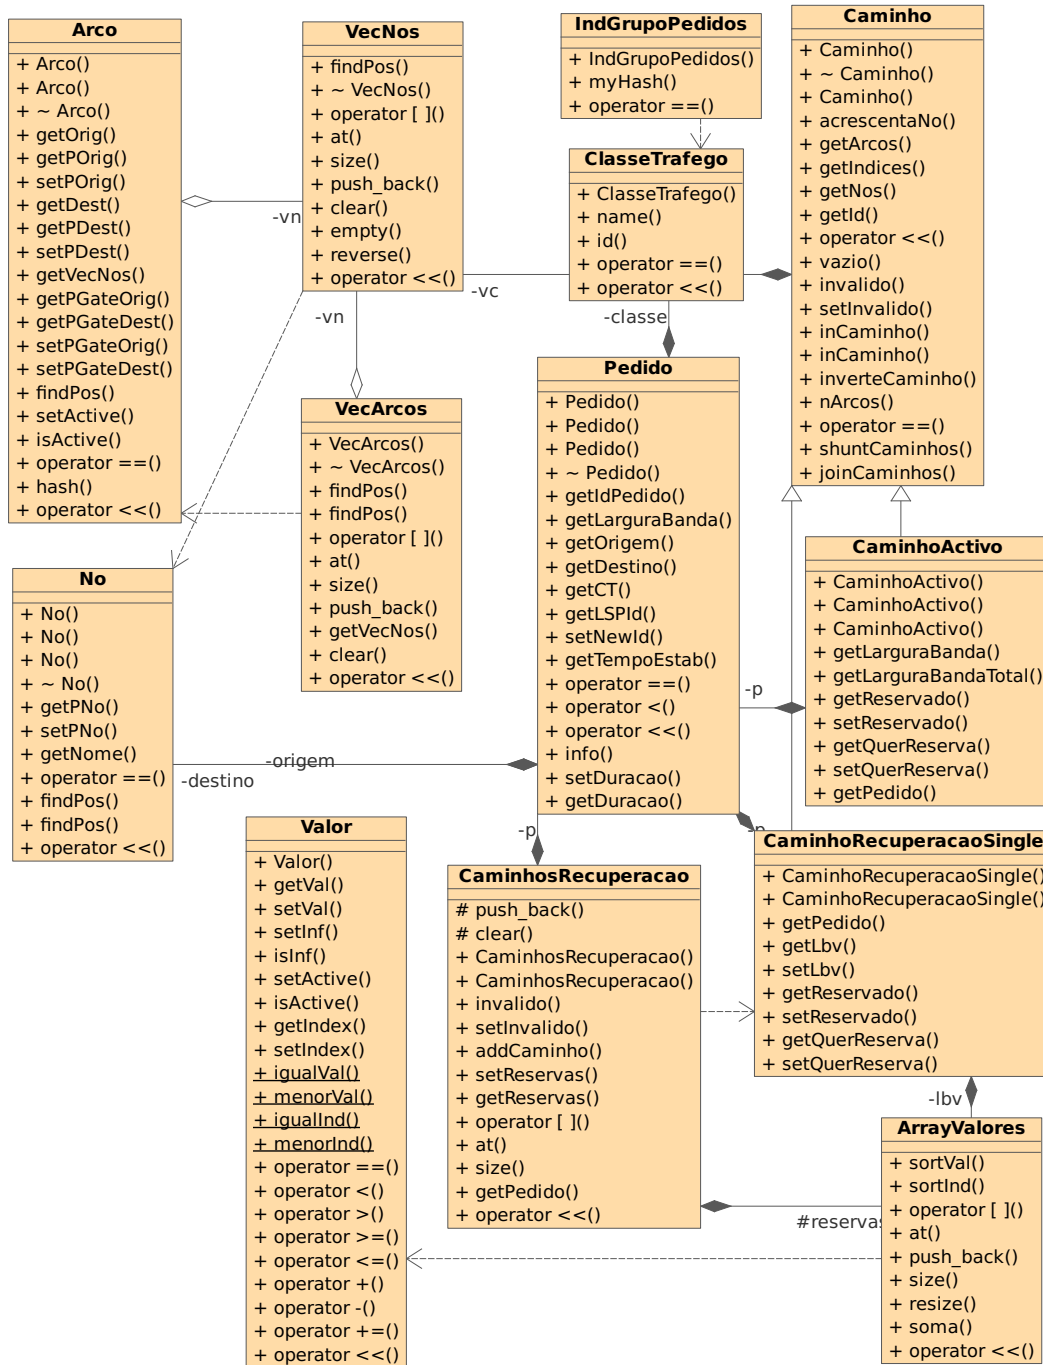 Arco
+ Arco()
+ Arco()
+ ~ Arco()
+ getOrig()
+ getPOrig()
+ setPOrig()
+ getDest()
+ getPDest()
+ setPDest()
+ getVecNos()
+ getPGateOrig()
+ getPGateDest()
+ setPGateOrig()
+ setPGateDest()
+ findPos()
+ setActive()
+ isActive()
+ operator ==()
+ hash()
+ operator <<()
VecNos
+ findPos()
+ ~ VecNos()
+ operator [ ]()
+ at()
+ size()
+ push_back()
+ clear()
+ empty()
+ reverse()
+ operator <<()
IndGrupoPedidos
+ IndGrupoPedidos()
+ myHash()
+ operator ==()
ClasseTrafego
+ ClasseTrafego()
+ name()
+ id()
+ operator ==()
+ operator <<()
Caminho
+ Caminho()
+ ~ Caminho()
+ Caminho()
+ acrescentaNo()
+ getArcos()
+ getIndices()
+ getNos()
+ getId()
+ operator <<()
+ vazio()
+ invalido()
+ setInvalido()
+ inCaminho()
+ inCaminho()
+ inverteCaminho()
+ nArcos()
+ operator ==()
+ shuntCaminhos()
+ joinCaminhos()
-vn
-vc
-vn
-classe
VecArcos
+ VecArcos()
+ ~ VecArcos()
+ findPos()
+ findPos()
+ operator [ ]()
+ at()
+ size()
+ push_back()
+ getVecNos()
+ clear()
+ operator <<()
Pedido
+ Pedido()
+ Pedido()
+ Pedido()
+ ~ Pedido()
+ getIdPedido()
+ getLarguraBanda()
+ getOrigem()
+ getDestino()
+ getCT()
+ getLSPId()
+ setNewId()
+ getTempoEstab()
+ operator ==()
+ operator <()
+ operator <<()
+ info()
+ setDuracao()
+ getDuracao()
CaminhoActivo
+ CaminhoActivo()
+ CaminhoActivo()
+ CaminhoActivo()
+ getLarguraBanda()
+ getLarguraBandaTotal()
+ getReservado()
+ setReservado()
+ getQuerReserva()
+ setQuerReserva()
+ getPedido()
No
+ No()
+ No()
+ No()
+ ~ No()
+ getPNo()
+ setPNo()
+ getNome()
+ operator ==()
+ findPos()
+ findPos()
+ operator <<()
-p
-origem
-destino
-p
-p
Valor
+ Valor()
+ getVal()
+ setVal()
+ setInf()
+ isInf()
+ setActive()
+ isActive()
+ getIndex()
+ setIndex()
+ igualVal()
+ menorVal()
+ igualInd()
+ menorInd()
+ operator ==()
+ operator <()
+ operator >()
+ operator >=()
+ operator <=()
+ operator +()
+ operator -()
+ operator +=()
+ operator <<()
CaminhosRecuperacao
# push_back()
# clear()
+ CaminhosRecuperacao()
+ CaminhosRecuperacao()
+ invalido()
+ setInvalido()
+ addCaminho()
+ setReservas()
+ getReservas()
+ operator [ ]()
+ at()
+ size()
+ getPedido()
+ operator <<()
CaminhoRecuperacaoSingle
+ CaminhoRecuperacaoSingle()
+ CaminhoRecuperacaoSingle()
+ getPedido()
+ getLbv()
+ setLbv()
+ getReservado()
+ setReservado()
+ getQuerReserva()
+ setQuerReserva()
-lbv
#reservas
ArrayValores
+ sortVal()
+ sortInd()
+ operator [ ]()
+ at()
+ push_back()
+ size()
+ resize()
+ soma()
+ operator <<()